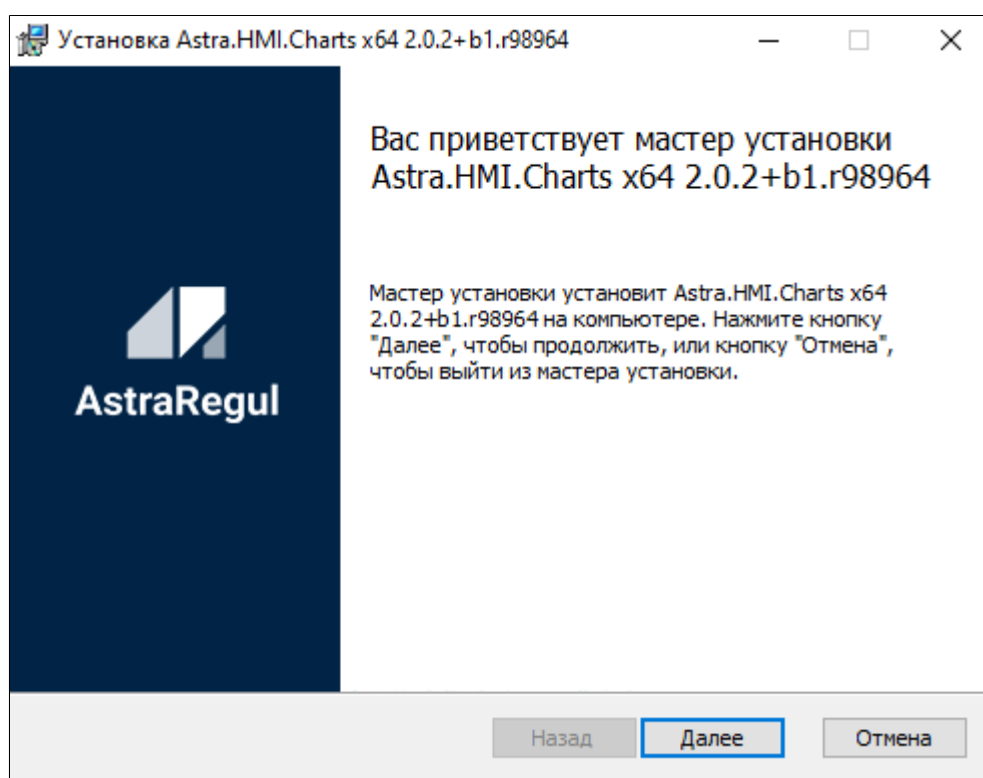 Установка Astra.HMI.Charts x64 2.0.2+b1.r98964
Вас приветствует мастер установки
Astra.HMI.Charts x64 2.0.2+b1.r98964
Мастер установки установит Astra.HMI.Charts x64
2.0.2+b1.r98964 на компьютере. Нажмите кнопку
"Далее", чтобы продолжить, или кнопку "Отмена",
чтобы выйти из мастера установки.
AstraRegul
Назад
Далее
Отмена